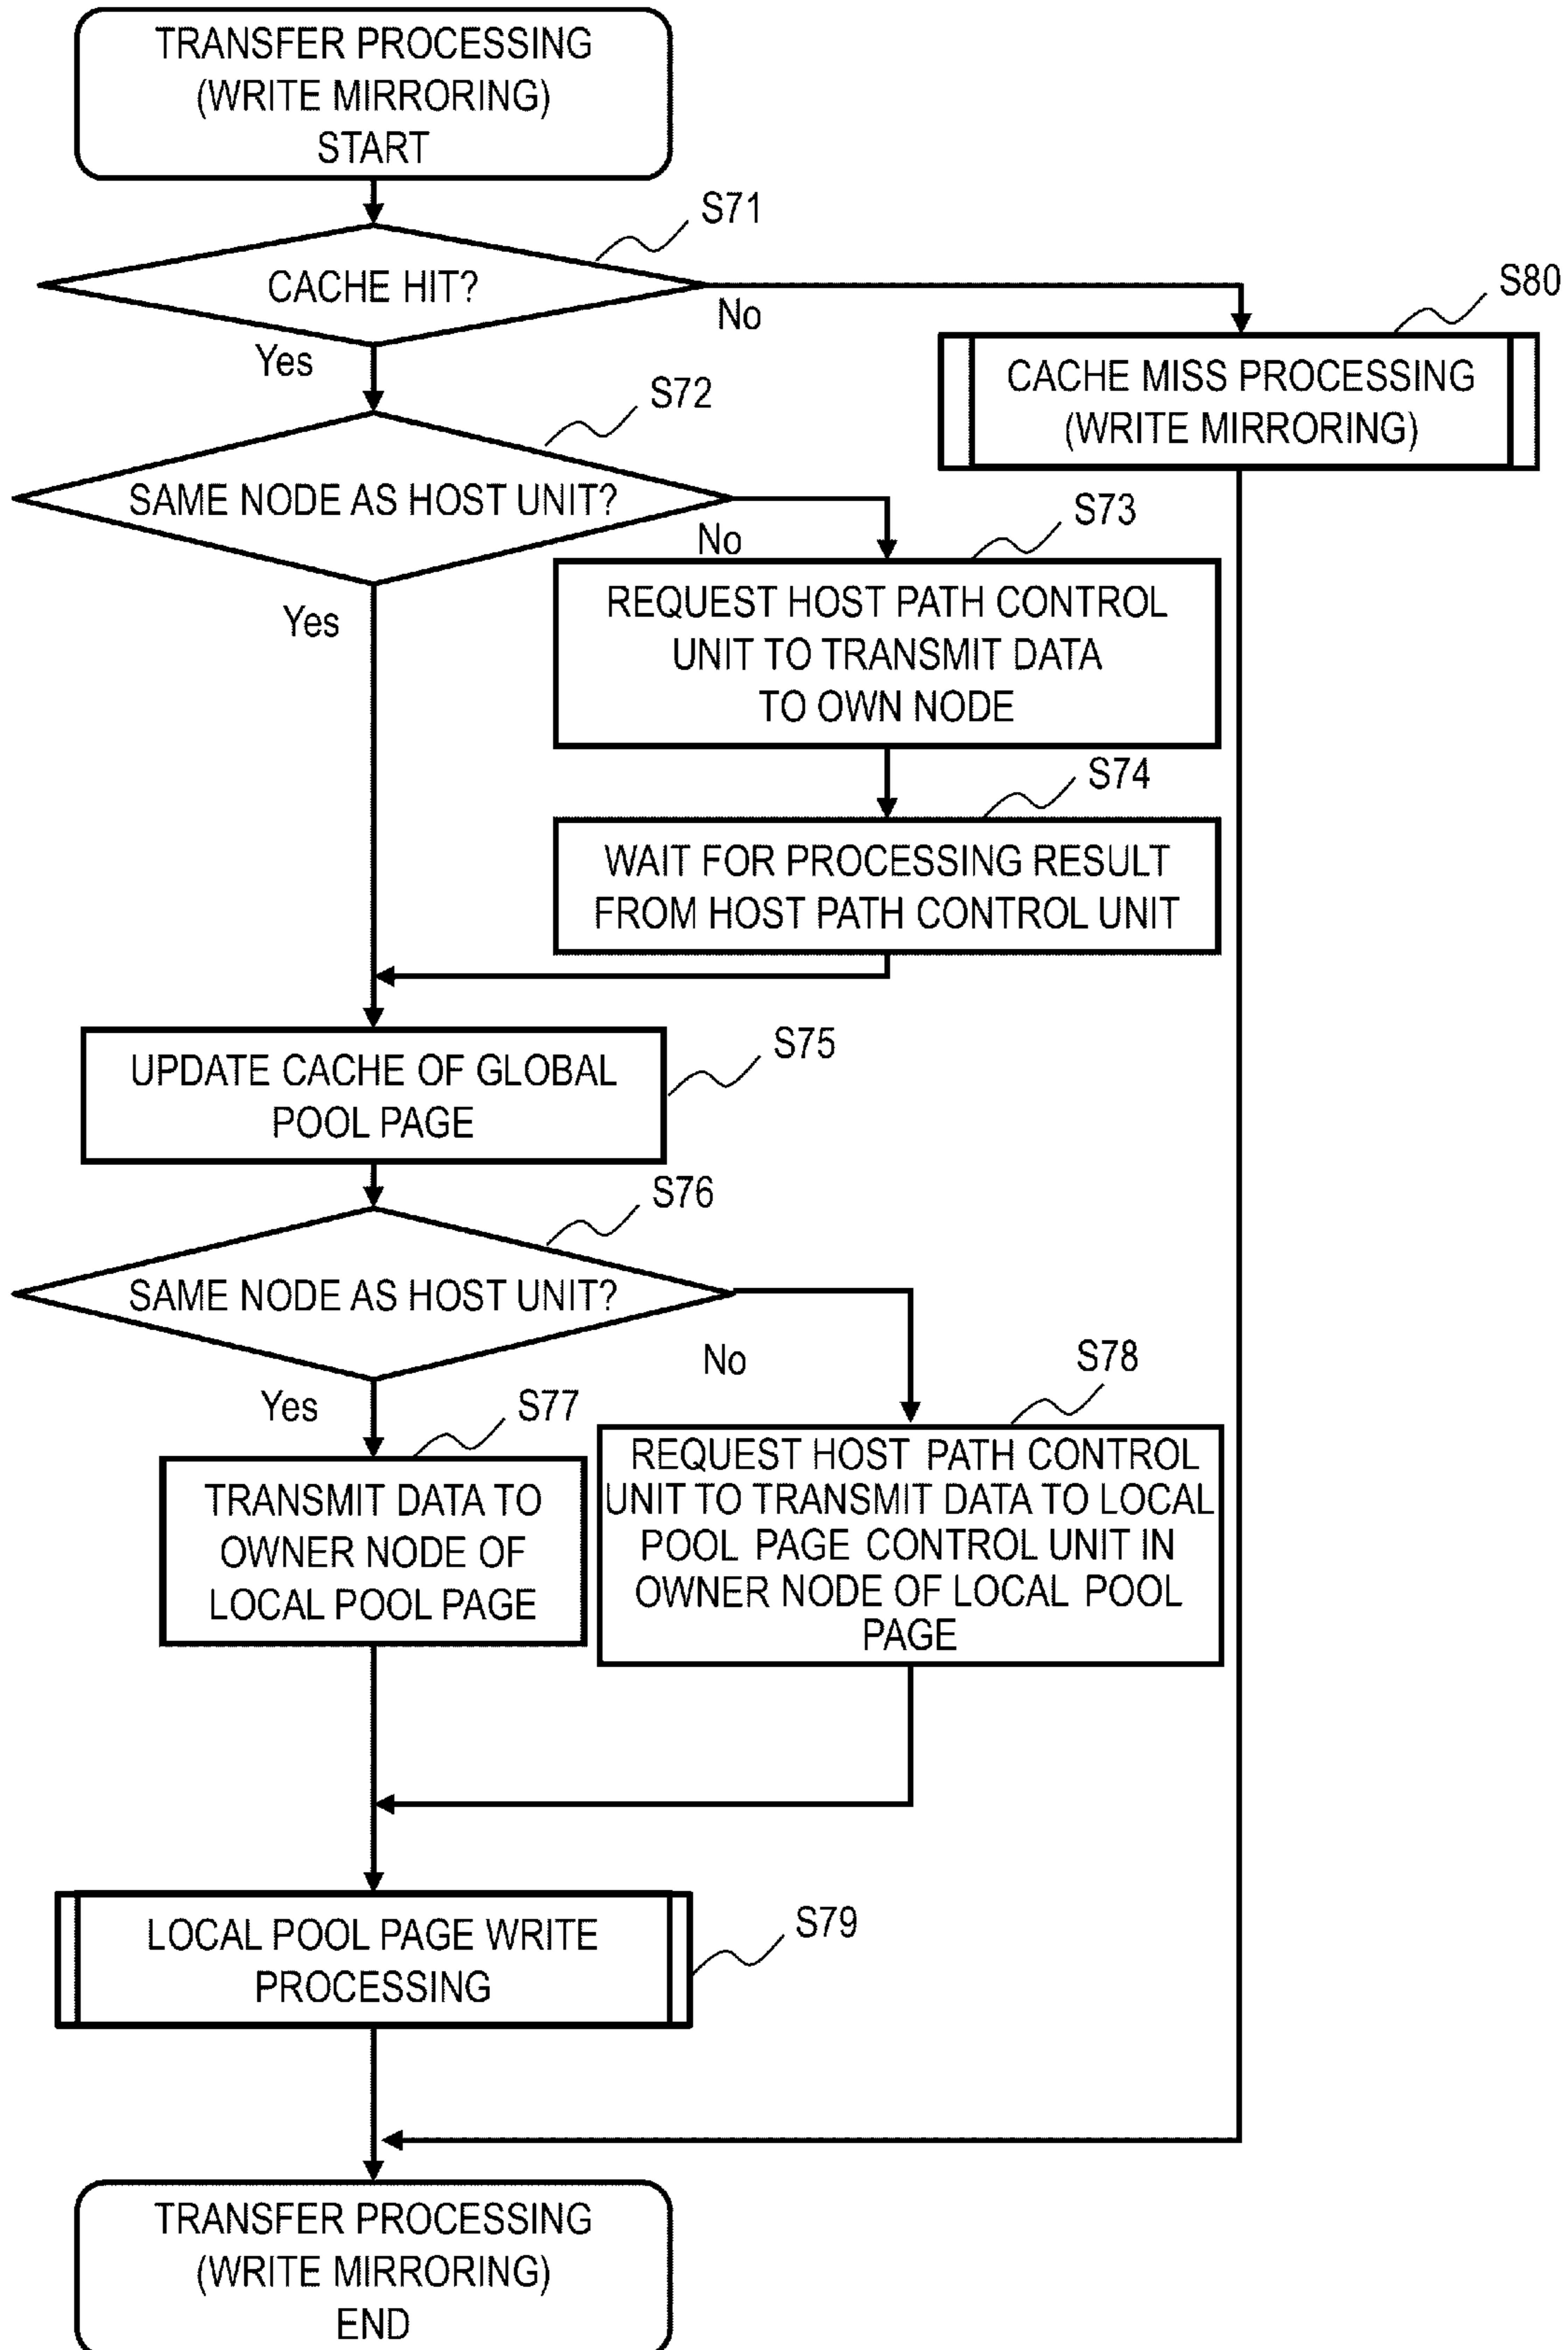 TRANSFER PROCESSING
(WRITE MIRRORING)
START
S71
CACHE HIT?
No
Yes
S80
CACHE MISS PROCESSING
(WRITE MIRRORING)
S72
SAME NODE AS HOST UNIT?
No
Yes
S73
REQUEST HOST PATH CONTROL
UNIT TO TRANSMIT DATA
TO OWN NODE
S74
WAIT FOR PROCESSING RESULT
FROM HOST PATH CONTROL UNIT
S75
UPDATE CACHE OF GLOBAL
POOL PAGE
S76
SAME NODE AS HOST UNIT?
No
Yes
S77
TRANSMIT DATA TO
OWNER NODE OF
LOCAL POOL PAGE
S78
REQUEST HOST PATH CONTROL
UNIT TO TRANSMIT DATA TO LOCAL
POOL PAGE CONTROL UNIT IN
OWNER NODE OF LOCAL POOL
PAGE
S79
LOCAL POOL PAGE WRITE
PROCESSING
TRANSFER PROCESSING
(WRITE MIRRORING)
END